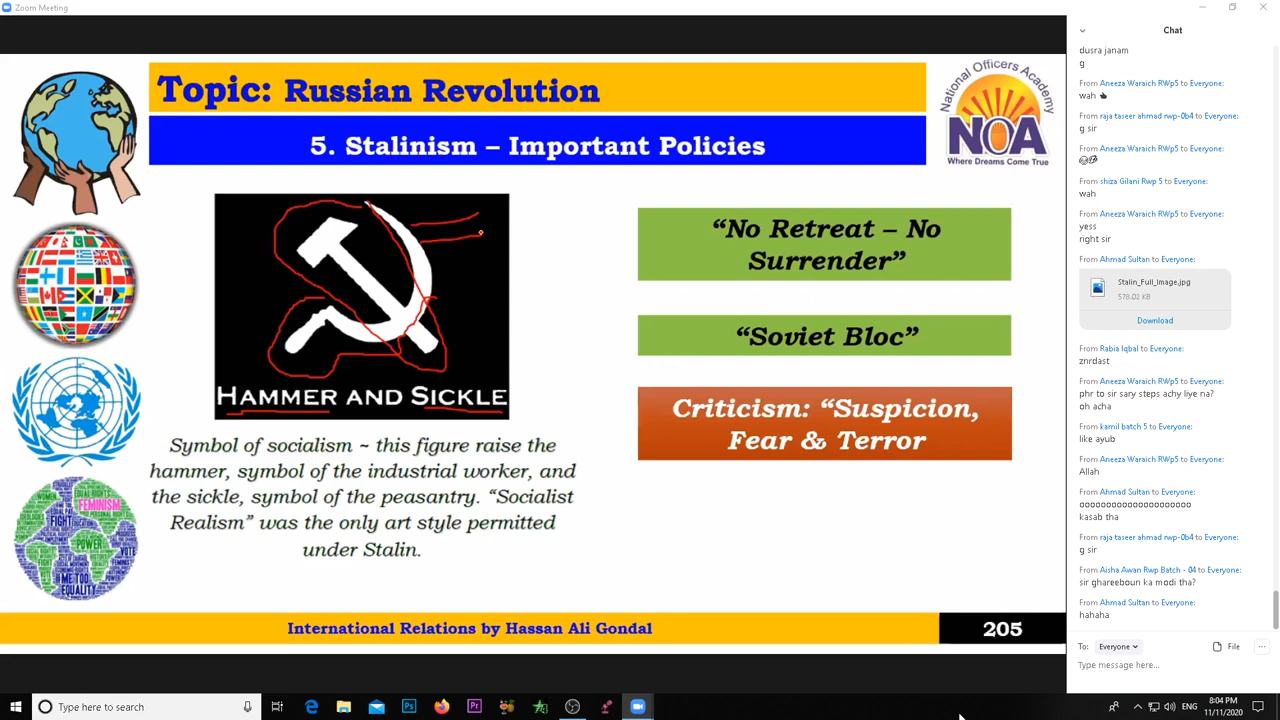 Zoom Meeting
Topic: Russian Revolution
5. Stalinism – Important Policies
National Officers Academy
NOA
Where Dreams Come True
HAMMER AND SICKLE
Symbol of socialism ~ this figure raise the
hammer, symbol of the industrial worker, and
the sickle, symbol of the peasantry. “Socialist
Realism” was the only art style permitted
under Stalin.
“No Retreat – No
Surrender”
“Soviet Bloc”
Criticism: “Suspicion,
Fear & Terror
FEMINISM
FIGHT
POWER
#METOO
EQUALITY
VOTE
International Relations by Hassan Ali Gondal
205
Chat
dusra janam
g
From Aneeza Waraich RWp5 to Everyone:
wah
From raja taseer ahmad rwp-0b4 to Everyone:
g sir
From Aneeza Waraich RWp5 to Everyone:
From shiza Gilani Rwp 5 to Everyone:
wah
From Aneeza Waraich RWp5 to Everyone:
yess
right sir
From Ahmad Sultan to Everyone:
Stalin_Full_Image.jpg
578.02 KB
Download
From Rabia Iqbal to Everyone:
znrdast
From Aneeza Waraich RWp5 to Everyone:
phr to sir sary steps achy liye na?
oh acha
From kamil batch 5 to Everyone:
like ayub
From Aneeza Waraich RWp5 to Everyone:
Allah
From Ahmad Sultan to Everyone:
oooooooooooooooooooo
kasab tha
From raja taseer ahmad rwp-0b4 to Everyone:
g sir
From Aisha Awan Rwp Batch - 04 to Everyone:
sir ghareeboun ka modi tha?
From Ahmad Sultan to Everyone:
hahaha
To: Everyone
File
Type message here...
Type here to search
ENG
8:04 PM
11/11/2020